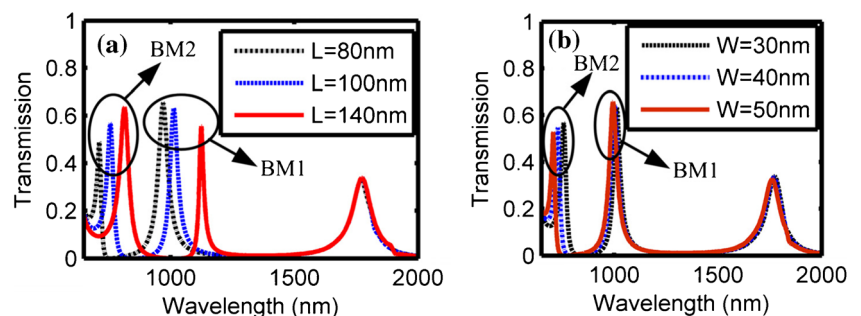 (a)
BM2
L=80nm
L=100nm
L=140nm
BM1
Transmission
1
0.8
0.6
0.4
0.2
0
1000
1500
2000
Wavelength (nm)
(b)
BM2
W=30nm
W=40nm
W=50nm
BM1
Transmission
1
0.8
0.6
0.4
0.2
0
1000
1500
2000
Wavelength (nm)